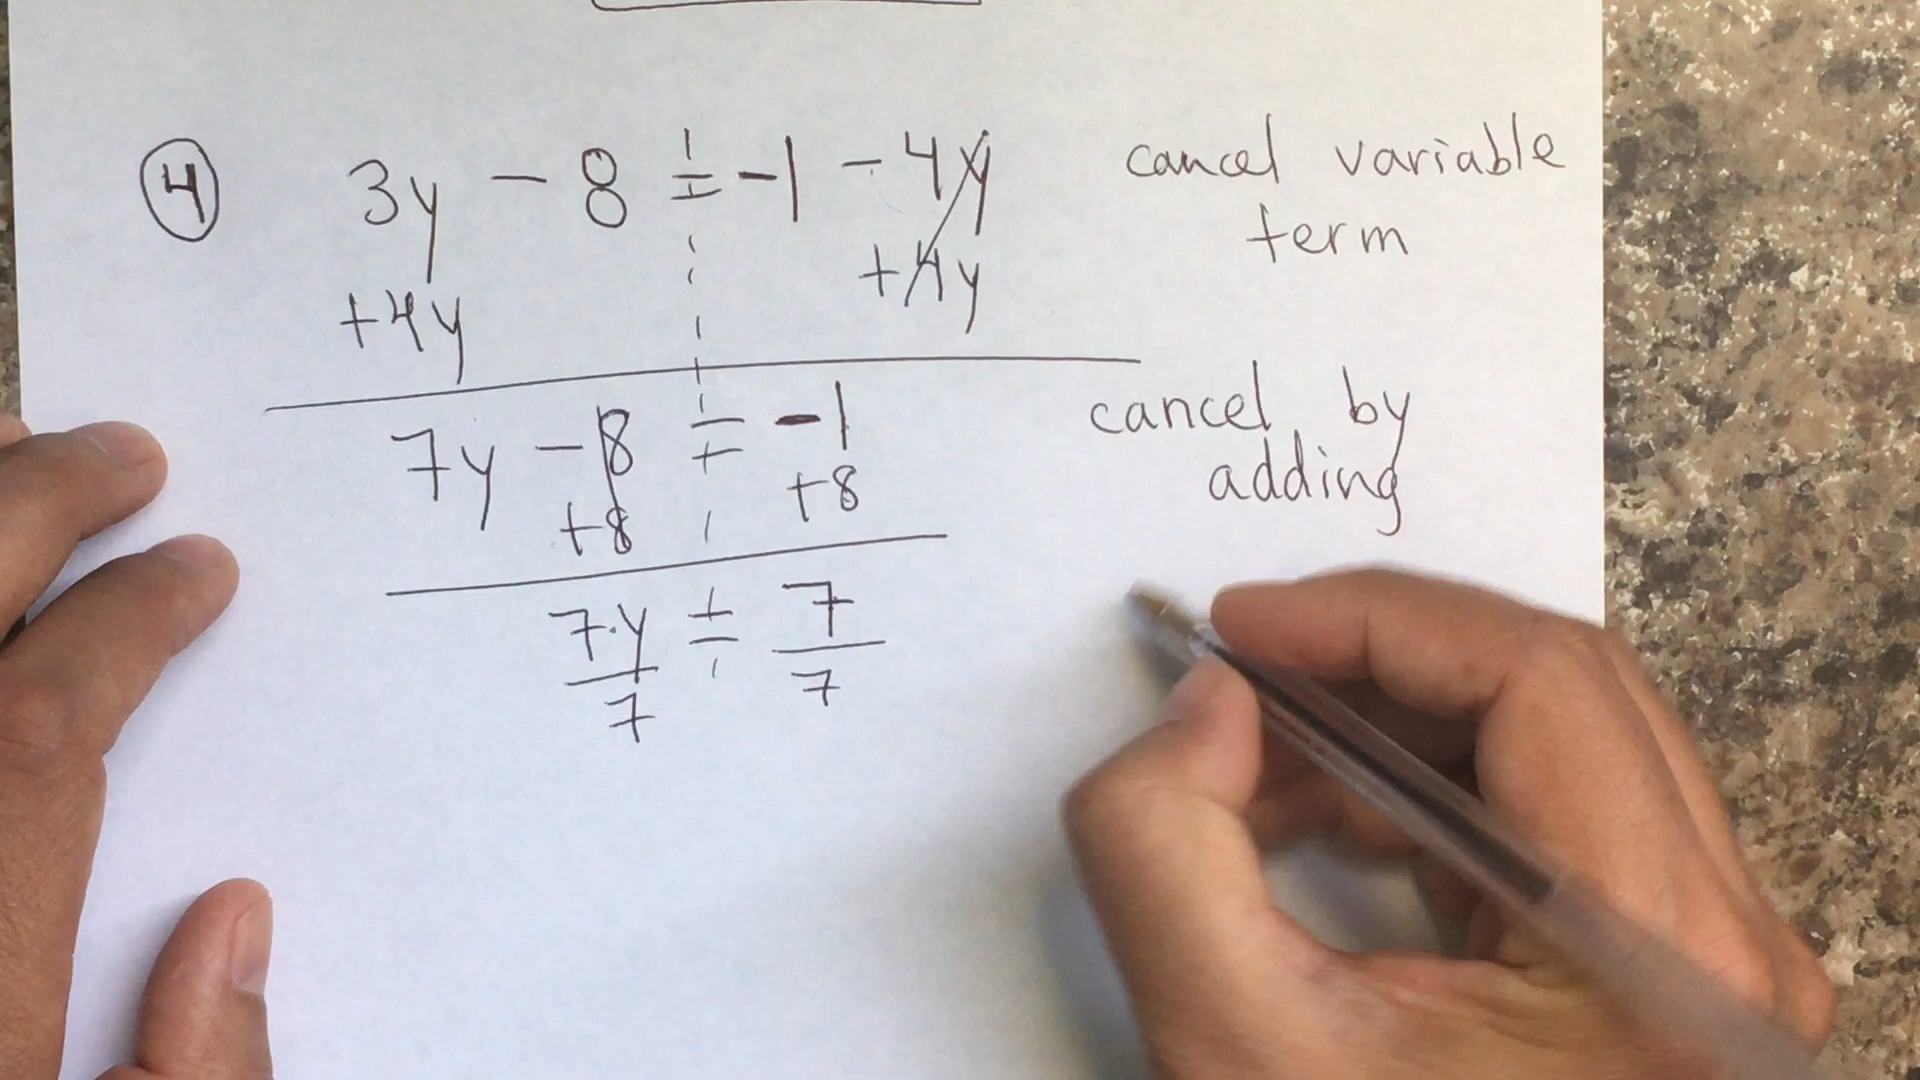 4 3y - 8 = -1 - 4y cancel variable
term
+4y +4y
7y - 8 = -1 cancel by
+8 +8 adding
7·y = 7
7 7